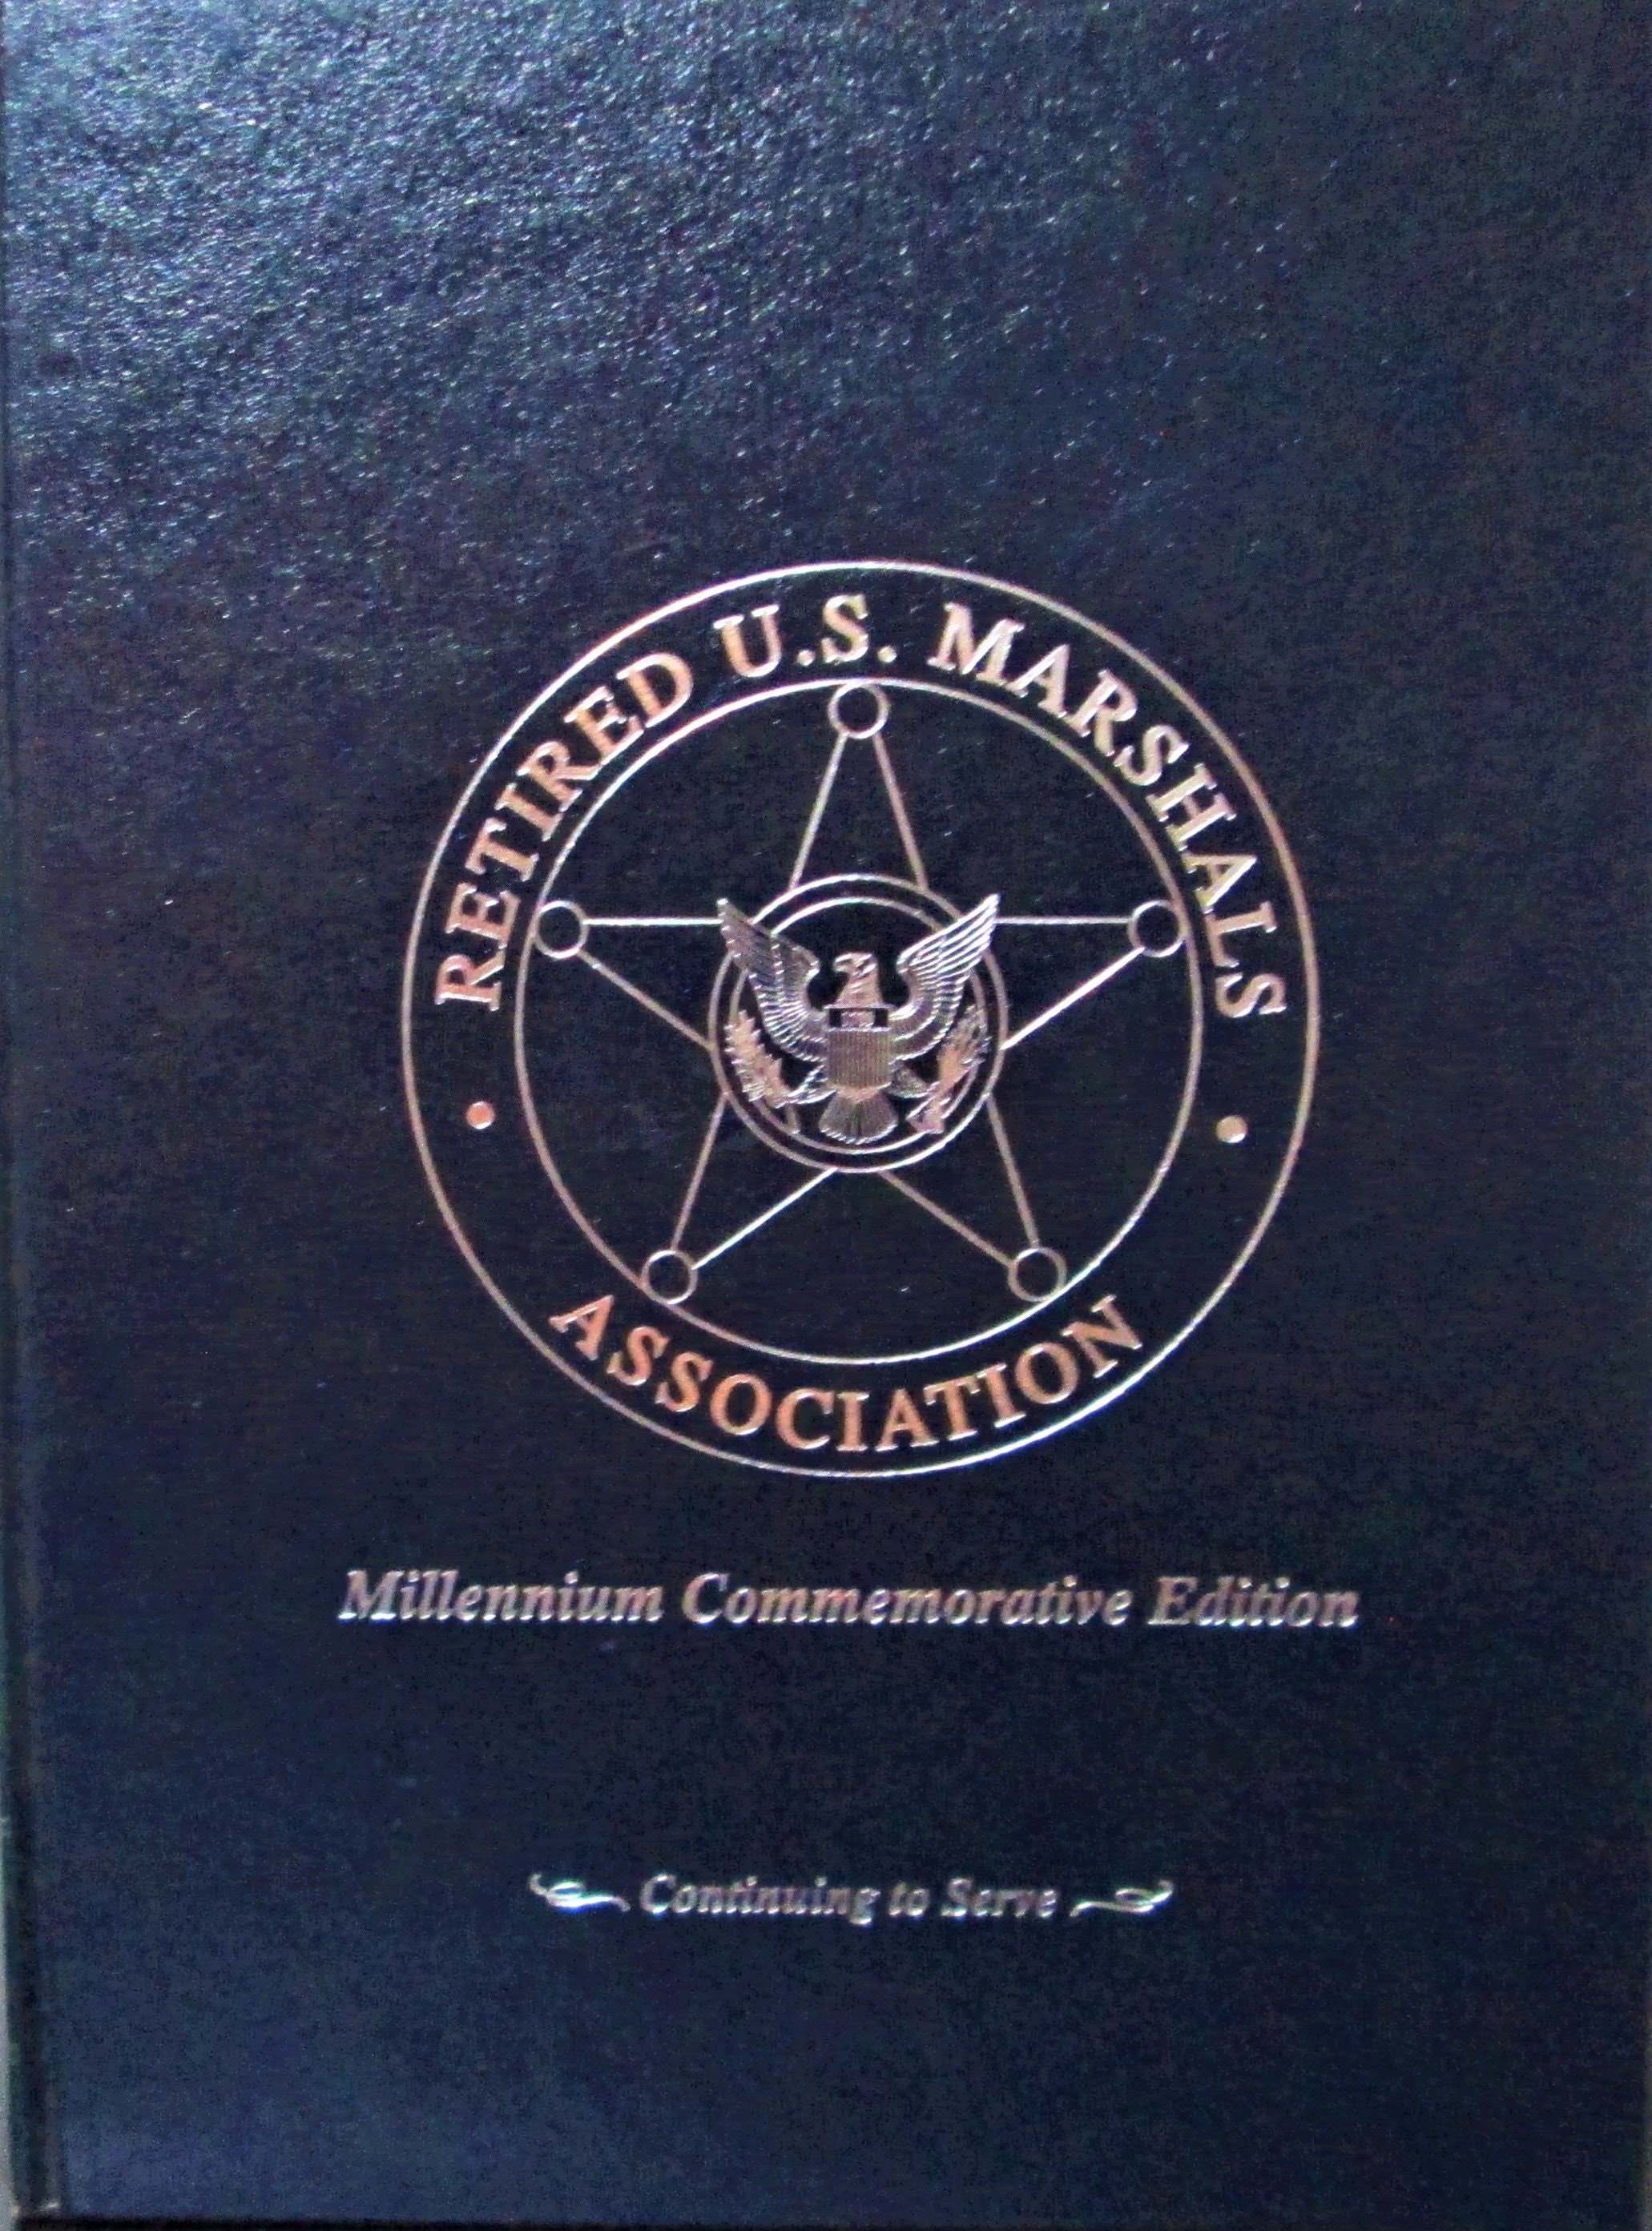 RETIRED U.S. MARSHALS
ASSOCIATION
Millennium Commemorative Edition
Continuing to Serve